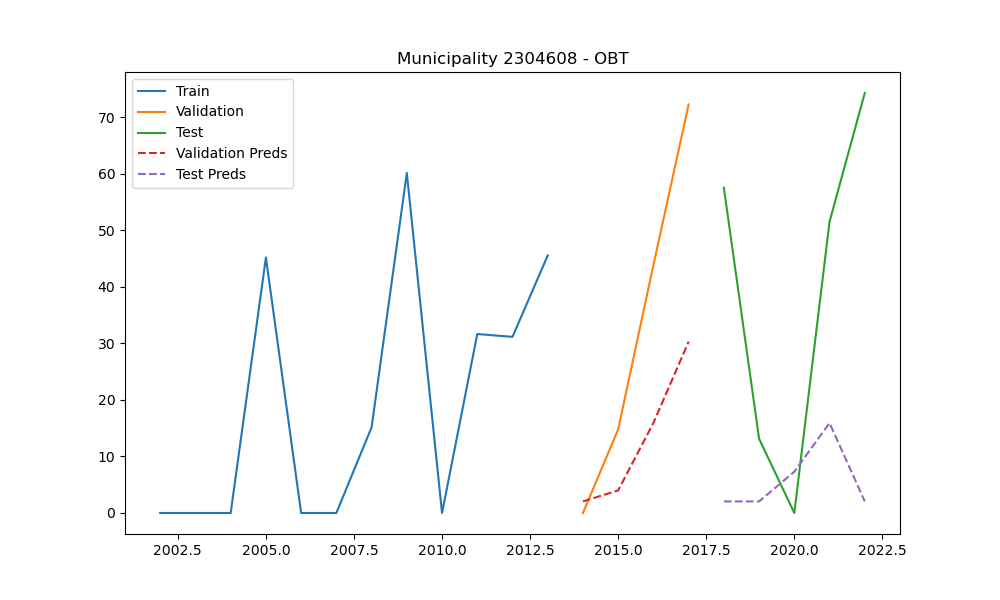 Municipality 2304608 - OBT
Train
Validation
Test
Validation Preds
Test Preds
70
60
50
40
30
20
10
0
2002.5 2005.0 2007.5 2010.0 2012.5 2015.0 2017.5 2020.0 2022.5